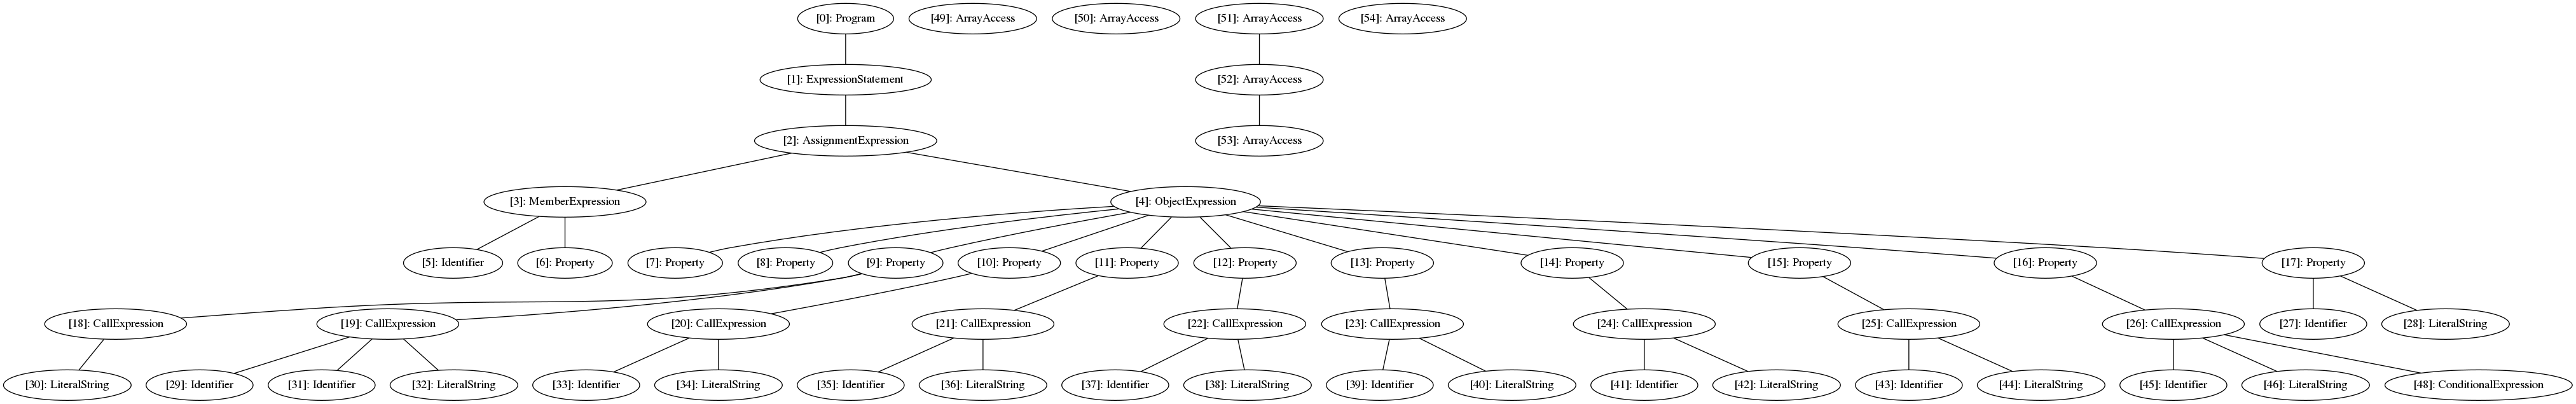 [0]: Program
[49]: ArrayAccess
[50]: ArrayAccess
[51]: ArrayAccess
[54]: ArrayAccess
[1]: ExpressionStatement
[52]: ArrayAccess
[2]: AssignmentExpression
[53]: ArrayAccess
[3]: MemberExpression
[4]: ObjectExpression
[5]: Identifier
[6]: Property
[7]: Property
[8]: Property
[9]: Property
[10]: Property
[11]: Property
[12]: Property
[13]: Property
[14]: Property
[15]: Property
[16]: Property
[17]: Property
[18]: CallExpression
[19]: CallExpression
[20]: CallExpression
[21]: CallExpression
[22]: CallExpression
[23]: CallExpression
[24]: CallExpression
[25]: CallExpression
[26]: CallExpression
[27]: Identifier
[28]: LiteralString
[30]: LiteralString
[29]: Identifier
[31]: Identifier
[32]: LiteralString
[33]: Identifier
[34]: LiteralString
[35]: Identifier
[36]: LiteralString
[37]: Identifier
[38]: LiteralString
[39]: Identifier
[40]: LiteralString
[41]: Identifier
[42]: LiteralString
[43]: Identifier
[44]: LiteralString
[45]: Identifier
[46]: LiteralString
[48]: ConditionalExpression